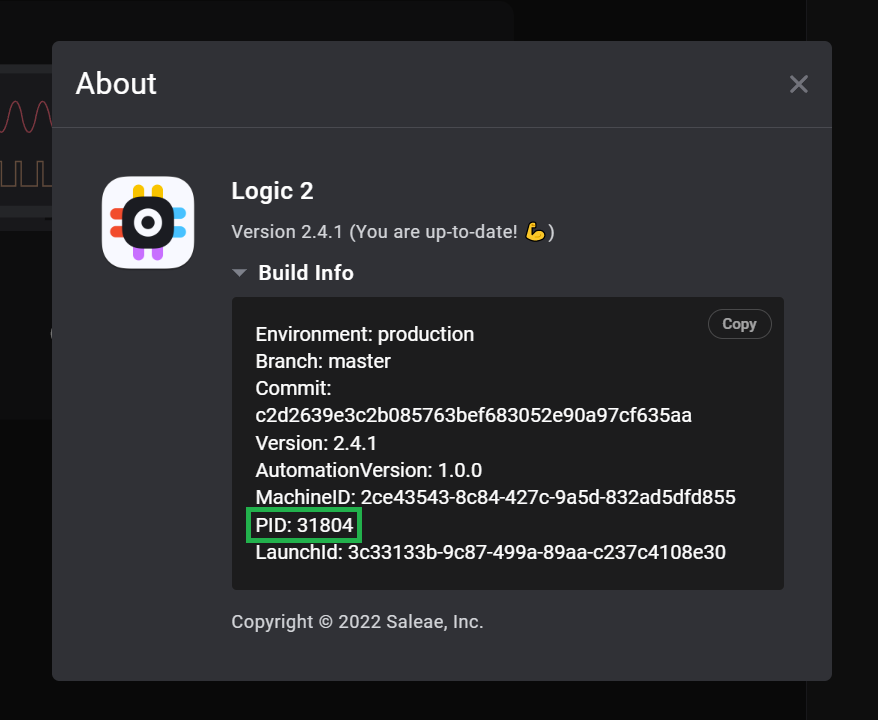 About
Logic 2
Version 2.4.1 (You are up-to-date! 💪)
Build Info
Copy
Environment: production
Branch: master
Commit:
c2d2639e3c2b085763bef683052e90a97cf635aa
Version: 2.4.1
AutomationVersion: 1.0.0
MachineID: 2ce43543-8c84-427c-9a5d-832ad5dfd855
PID: 31804
LaunchId: 3c33133b-9c87-499a-89aa-c237c4108e30
Copyright © 2022 Saleae, Inc.